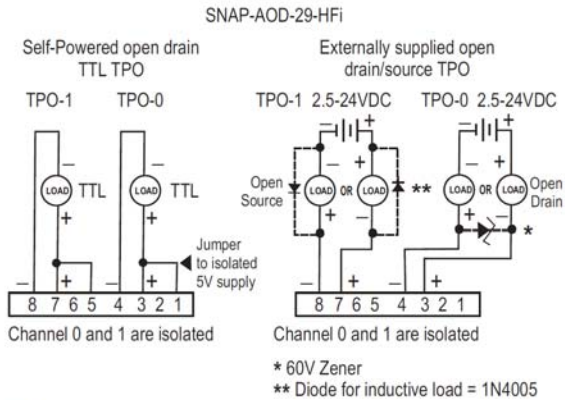 SNAP-AOD-29-HFi
Self-Powered open drain
TTL TPO
TPO-1 TPO-0
– –
LOAD TTL LOAD TTL
+ +
Jumper
to isolated
5V supply
– + – +
8 7 6 5 4 3 2 1
Channel 0 and 1 are isolated
Externally supplied open
drain/source TPO
TPO-1 2.5-24VDC TPO-0 2.5-24VDC
– + – +
– + – +
Open
Source
LOAD OR LOAD ** LOAD OR LOAD
Open
Drain
+ – + –
*
– + – +
8 7 6 5 4 3 2 1
Channel 0 and 1 are isolated
* 60V Zener
** Diode for inductive load = 1N4005